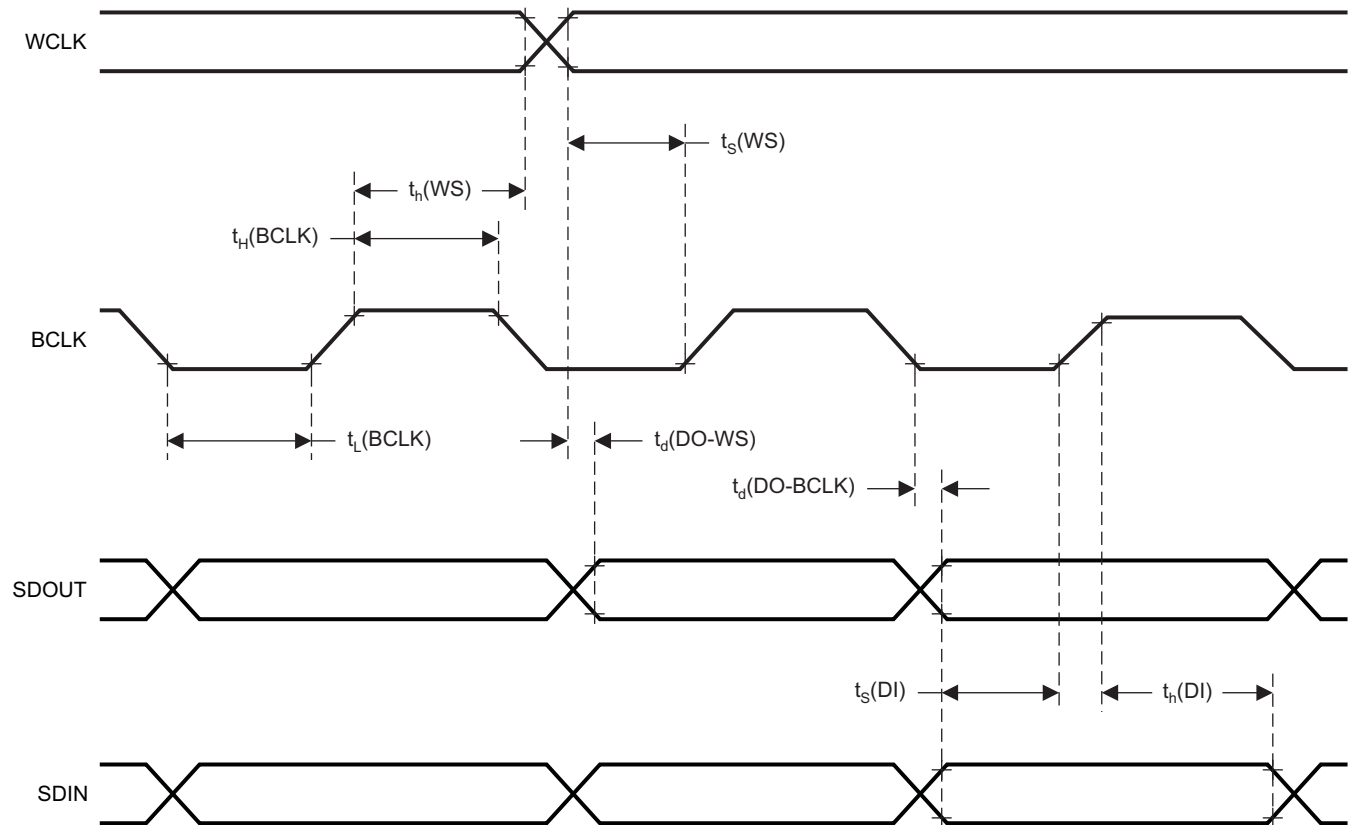 WCLK
tS(WS)
th(WS)
tH(BCLK)
BCLK
tL(BCLK)
td(DO-WS)
td(DO-BCLK)
SDOUT
tS(DI)
th(DI)
SDIN